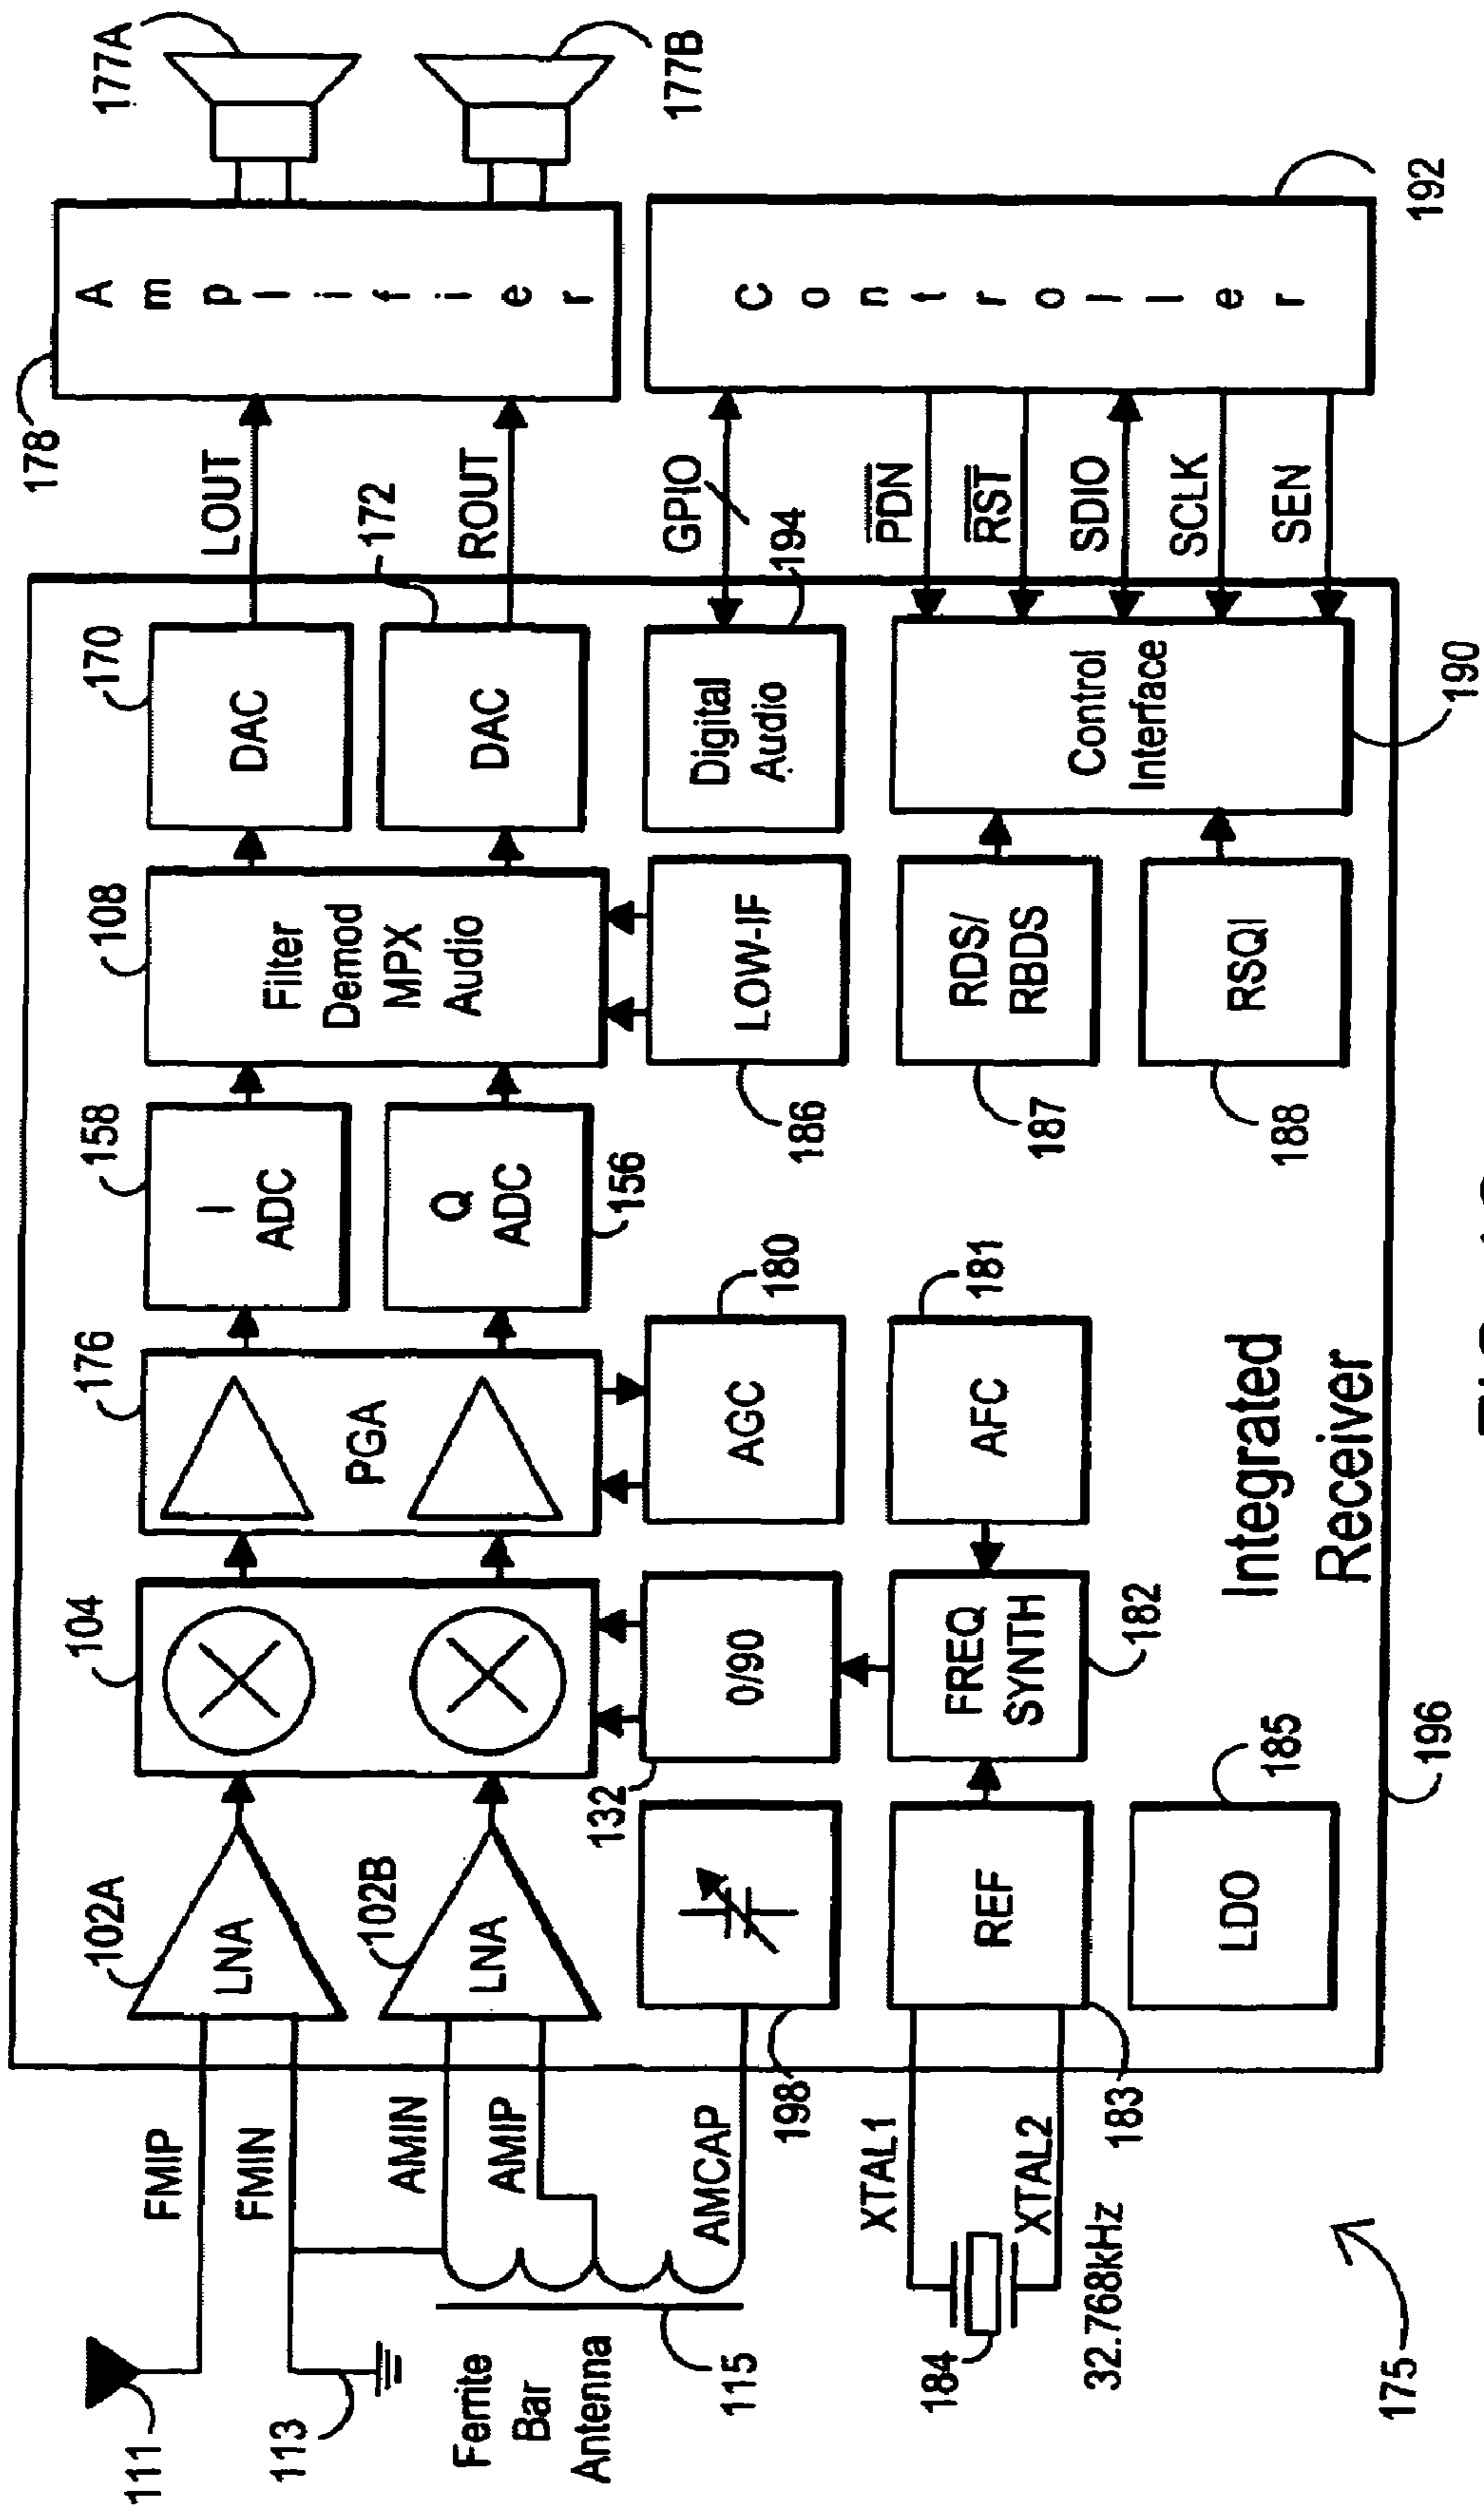 111
FMIP
FMIN
113
Ferrite
Bar
Antenna
115
AMIN
AMIP
AMCAP
184
XTAL1
XTAL2
32.768kHz
175
102A
LNA
102B
LNA
198
REF
183
LDO
185
196
104
132
0/90
FREQ
SYNTH
182
176
PGA
AGC
180
AFC
181
Integrated
Receiver
158
I
ADC
Q
ADC
156
108
Filter
Demod
MPX
Audio
LOW-IF
186
RDS/
RBDS
187
RSQI
188
170
DAC
172
DAC
Digital
Audio
194
Control
Interface
190
LOUT
ROUT
GPIO
PDN
RST
SDIO
SCLK
SEN
178
Amplifier
177A
177B
Controller
192